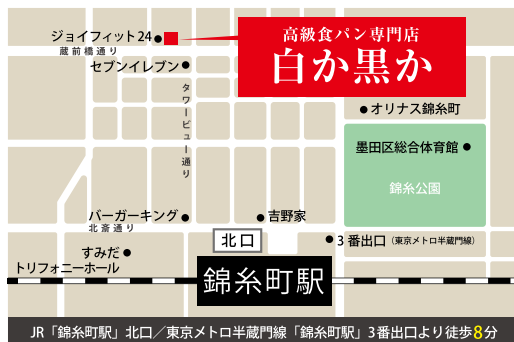 高級食パン専門店
白か黒か
ジョイフィット24
蔵前橋通り
セブンイレブン
タワービュー通り
オリナス錦糸町
墨田区総合体育館
錦糸公園
バーガーキング
北斎通り
吉野家
北口
3番出口(東京メトロ半蔵門線)
すみだ
トリフォニーホール
錦糸町駅
JR「錦糸町駅」北口／東京メトロ半蔵門線「錦糸町駅」3番出口より徒歩8分